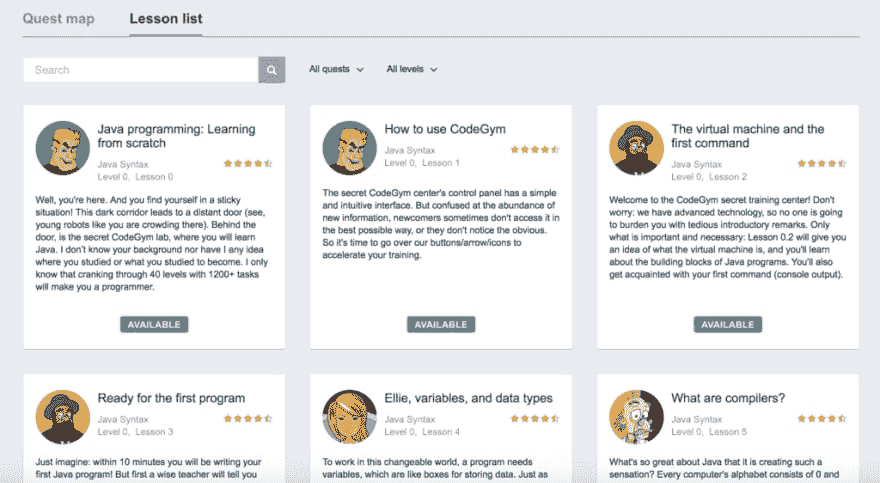 Quest map
Lesson list
Search
All quests
All levels
Java programming: Learning
from scratch
Java Syntax
Level 0, Lesson 0
Well, you're here. And you find yourself in a sticky
situation! This dark corridor leads to a distant door (see,
young robots like you are crowding there). Behind the
door, is the secret CodeGym lab, where you will learn
Java. I don't know your background nor have I any idea
where you studied or what you studied to become. I only
know that cranking through 40 levels with 1200+ tasks
will make you a programmer.
AVAILABLE
How to use CodeGym
Java Syntax
Level 0, Lesson 1
The secret CodeGym center's control panel has a simple
and intuitive interface. But confused at the abundance of
new information, newcomers sometimes don't access it in
the best possible way, or they don't notice the obvious.
So it's time to go over our buttons/arrow/icons to
accelerate your training.
AVAILABLE
The virtual machine and the
first command
Java Syntax
Level 0, Lesson 2
Welcome to the CodeGym secret training center! Don't
worry: we have advanced technology, so no one is going
to burden you with tedious introductory remarks. Only
what is important and necessary: Lesson 0.2 will give you
an idea of what the virtual machine is, and you'll learn
about the building blocks of Java programs. You'll also
get acquainted with your first command (console output).
AVAILABLE
Ready for the first program
Java Syntax
Level 0, Lesson 3
Just imagine: within 10 minutes you will be writing your
first Java program! But first a wise teacher will tell you
Ellie, variables, and data types
Java Syntax
Level 0, Lesson 4
To work in this changeable world, a program needs
variables, which are like boxes for storing data. Just as
What are compilers?
Java Syntax
Level 0, Lesson 5
What's so great about Java that it is creating such a
sensation? Every computer's alphabet consists of 0 and